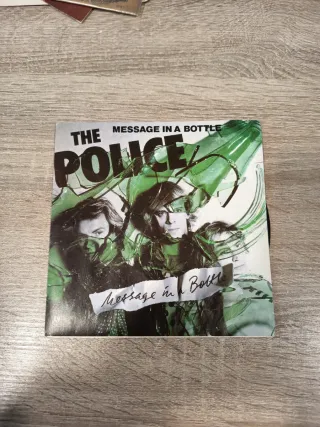 MESSAGE IN A BOTTLE
THE
POLICE
Message in a Bottle